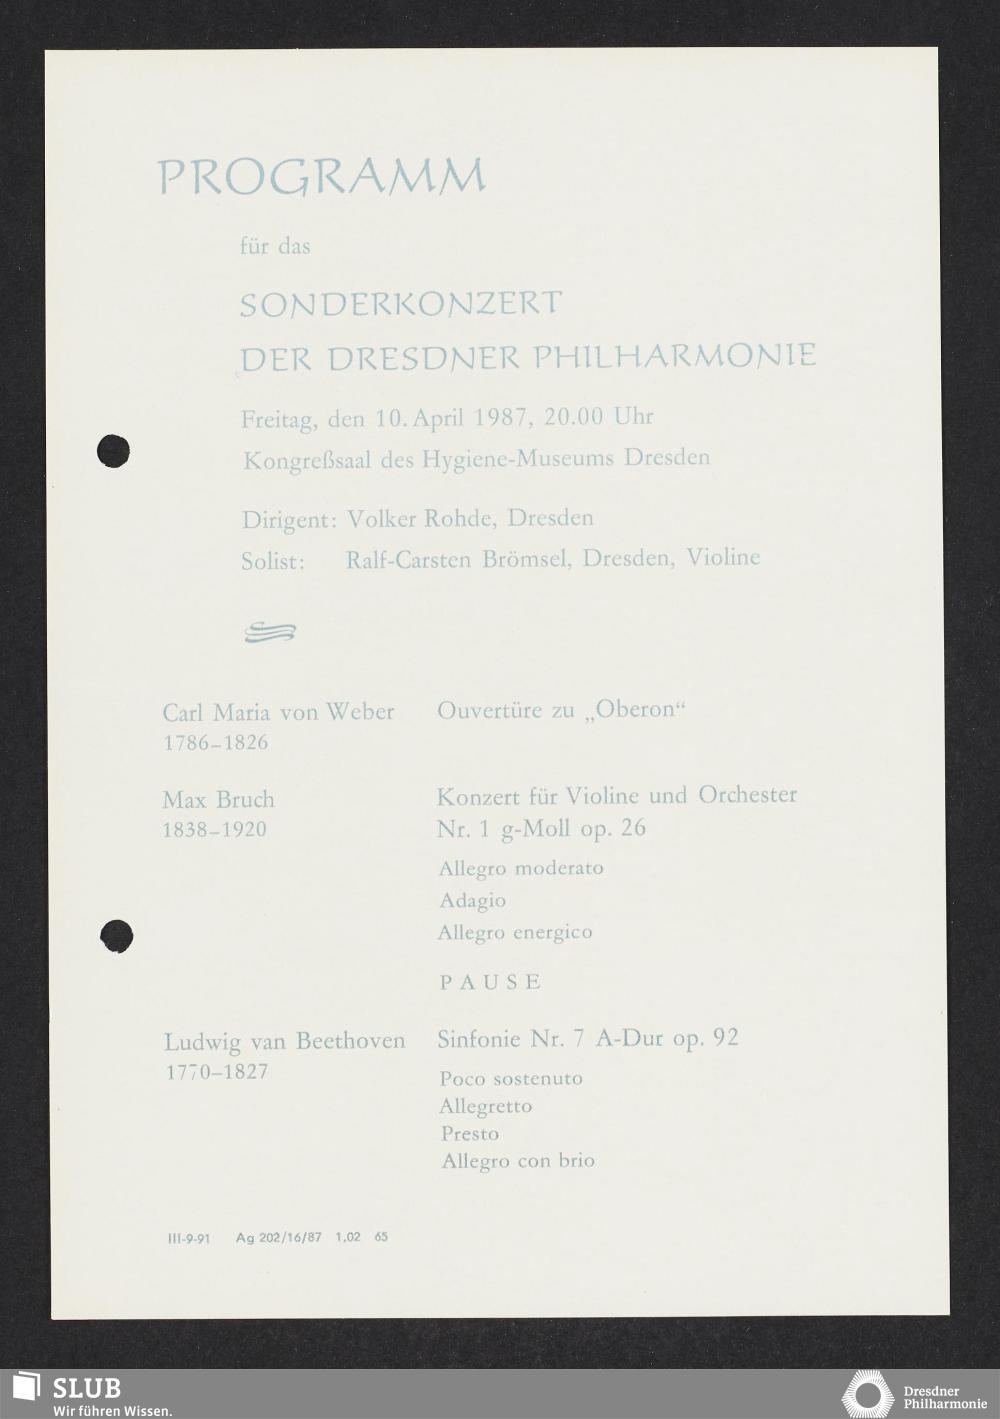 PROGRAMM
für das
SONDERKONZERT
DER DRESDNER PHILHARMONIE
Freitag, den 10. April 1987, 20.00 Uhr
Kongreßsaal des Hygiene-Museums Dresden
Dirigent: Volker Rohde, Dresden
Solist: Ralf-Carsten Brömsel, Dresden, Violine
Carl Maria von Weber Ouvertüre zu „Oberon“
1786–1826
Max Bruch Konzert für Violine und Orchester
1838–1920 Nr. 1 g-Moll op. 26
Allegro moderato
Adagio
Allegro energico
PAUSE
Ludwig van Beethoven Sinfonie Nr. 7 A-Dur op. 92
1770–1827
Poco sostenuto
Allegretto
Presto
Allegro con brio
III-9-91 Ag 202/16/87 1,02 65
SLUB
Wir führen Wissen.
Dresdner
Philharmonie